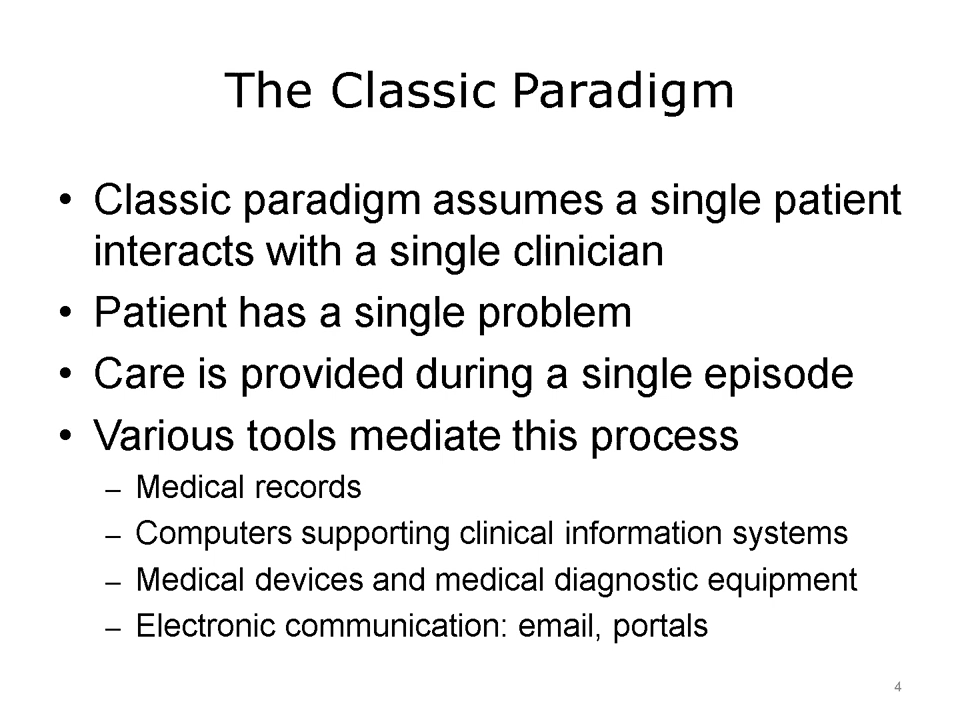 The Classic Paradigm
• Classic paradigm assumes a single patient
interacts with a single clinician
• Patient has a single problem
• Care is provided during a single episode
• Various tools mediate this process
– Medical records
– Computers supporting clinical information systems
– Medical devices and medical diagnostic equipment
– Electronic communication: email, portals
4